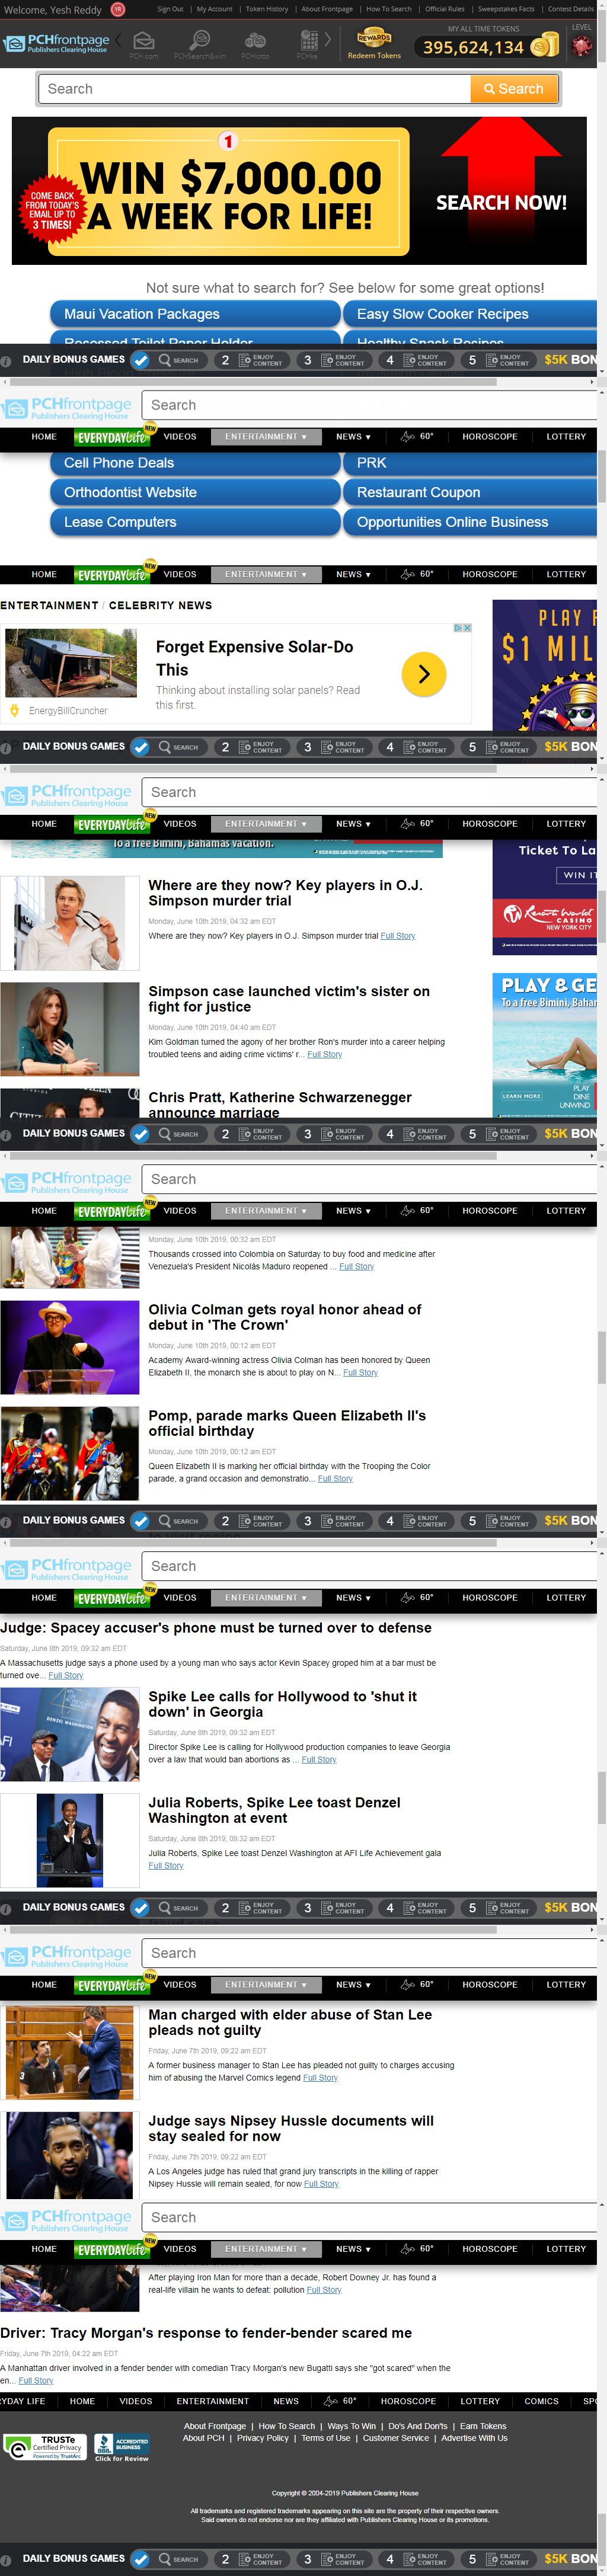 Welcome, Yesh Reddy YR Sign Out | My Account | Token History | About Frontpage | How To Search | Official Rules | Sweepstakes Facts | Contest Details
PCHfrontpage
Publishers Clearing House
PCH.com PCHSearch&win PCHlotto
REWARDS
Redeem Tokens
MY ALL TIME TOKENS
395,624,134
LEVEL
Search Search
1
WIN $7,000.00
A WEEK FOR LIFE!
COME BACK
FROM TODAY'S
EMAIL UP TO
3 TIMES!
SEARCH NOW!
Not sure what to search for? See below for some great options!
Maui Vacation Packages Easy Slow Cooker Recipes
Recessed Toilet Paper Holder Healthy Snack Recipes
DAILY BONUS GAMES SEARCH 2 ENJOY CONTENT 3 ENJOY CONTENT 4 ENJOY CONTENT 5 ENJOY CONTENT $5K BON
PCHfrontpage
Publishers Clearing House
Search
HOME EVERYDAYlife NEW VIDEOS ENTERTAINMENT ▼ NEWS ▼ 60° HOROSCOPE LOTTERY
Cell Phone Deals PRK
Orthodontist Website Restaurant Coupon
Lease Computers Opportunities Online Business
HOME EVERYDAYlife NEW VIDEOS ENTERTAINMENT ▼ NEWS ▼ 60° HOROSCOPE LOTTERY
ENTERTAINMENT / CELEBRITY NEWS
Forget Expensive Solar-Do
This
Thinking about installing solar panels? Read
this first.
EnergyBillCruncher
PLAY F
$1 MIL
DAILY BONUS GAMES SEARCH 2 ENJOY CONTENT 3 ENJOY CONTENT 4 ENJOY CONTENT 5 ENJOY CONTENT $5K BON
PCHfrontpage
Publishers Clearing House
Search
HOME EVERYDAYlife NEW VIDEOS ENTERTAINMENT ▼ NEWS ▼ 60° HOROSCOPE LOTTERY
To a free Bimini, Bahamas vacation.
Ticket To La
WIN IT
Resorts World
CASINO
NEW YORK CITY
Where are they now? Key players in O.J.
Simpson murder trial
Monday, June 10th 2019, 04:32 am EDT
Where are they now? Key players in O.J. Simpson murder trial Full Story
Simpson case launched victim's sister on
fight for justice
Monday, June 10th 2019, 04:40 am EDT
Kim Goldman turned the agony of her brother Ron's murder into a career helping
troubled teens and aiding crime victims' r... Full Story
PLAY & GE
To a free Bimini, Bahar
LEARN MORE
PLAY
DINE
UNWIND
Chris Pratt, Katherine Schwarzenegger
announce marriage
DAILY BONUS GAMES SEARCH 2 ENJOY CONTENT 3 ENJOY CONTENT 4 ENJOY CONTENT 5 ENJOY CONTENT $5K BON
PCHfrontpage
Publishers Clearing House
Search
HOME EVERYDAYlife NEW VIDEOS ENTERTAINMENT ▼ NEWS ▼ 60° HOROSCOPE LOTTERY
Monday, June 10th 2019, 00:32 am EDT
Thousands crossed into Colombia on Saturday to buy food and medicine after
Venezuela's President Nicolás Maduro reopened ... Full Story
Olivia Colman gets royal honor ahead of
debut in 'The Crown'
Monday, June 10th 2019, 00:12 am EDT
Academy Award-winning actress Olivia Colman has been honored by Queen
Elizabeth II, the monarch she is about to play on N... Full Story
Pomp, parade marks Queen Elizabeth II's
official birthday
Monday, June 10th 2019, 00:12 am EDT
Queen Elizabeth II is marking her official birthday with the Trooping the Color
parade, a grand occasion and demonstratio... Full Story
DAILY BONUS GAMES SEARCH 2 ENJOY CONTENT 3 ENJOY CONTENT 4 ENJOY CONTENT 5 ENJOY CONTENT $5K BON
PCHfrontpage
Publishers Clearing House
Search
HOME EVERYDAYlife NEW VIDEOS ENTERTAINMENT ▼ NEWS ▼ 60° HOROSCOPE LOTTERY
Judge: Spacey accuser's phone must be turned over to defense
Saturday, June 8th 2019, 09:32 am EDT
A Massachusetts judge says a phone used by a young man who says actor Kevin Spacey groped him at a bar must be
turned ove... Full Story
Spike Lee calls for Hollywood to 'shut it
down' in Georgia
Saturday, June 8th 2019, 09:32 am EDT
Director Spike Lee is calling for Hollywood production companies to leave Georgia
over a law that would ban abortions as ... Full Story
Julia Roberts, Spike Lee toast Denzel
Washington at event
Saturday, June 8th 2019, 09:32 am EDT
Julia Roberts, Spike Lee toast Denzel Washington at AFI Life Achievement gala
Full Story
DAILY BONUS GAMES SEARCH 2 ENJOY CONTENT 3 ENJOY CONTENT 4 ENJOY CONTENT 5 ENJOY CONTENT $5K BON
PCHfrontpage
Publishers Clearing House
Search
HOME EVERYDAYlife NEW VIDEOS ENTERTAINMENT ▼ NEWS ▼ 60° HOROSCOPE LOTTERY
Man charged with elder abuse of Stan Lee
pleads not guilty
Friday, June 7th 2019, 09:22 am EDT
A former business manager to Stan Lee has pleaded not guilty to charges accusing
him of abusing the Marvel Comics legend Full Story
Judge says Nipsey Hussle documents will
stay sealed for now
Friday, June 7th 2019, 09:22 am EDT
A Los Angeles judge has ruled that grand jury transcripts in the killing of rapper
Nipsey Hussle will remain sealed, for now Full Story
PCHfrontpage
Publishers Clearing House
Search
HOME EVERYDAYlife NEW VIDEOS ENTERTAINMENT ▼ NEWS ▼ 60° HOROSCOPE LOTTERY
After playing Iron Man for more than a decade, Robert Downey Jr. has found a
real-life villain he wants to defeat: pollution Full Story
Driver: Tracy Morgan's response to fender-bender scared me
Friday, June 7th 2019, 04:22 am EDT
A Manhattan driver involved in a fender bender with comedian Tracy Morgan's new Bugatti says she "got scared" when the
en... Full Story
RYDAY LIFE HOME VIDEOS ENTERTAINMENT NEWS 60° HOROSCOPE LOTTERY COMICS SPO
About Frontpage | How To Search | Ways To Win | Do's And Don'ts | Earn Tokens
About PCH | Privacy Policy | Terms of Use | Customer Service | Advertise With Us
TRUSTe
Certified Privacy
Powered by TrustArc
BBB ACCREDITED BUSINESS
Click for Review
Copyright © 2004-2019 Publishers Clearing House
All trademarks and registered trademarks appearing on this site are the property of their respective owners.
Said owners do not endorse nor are they affiliated with Publishers Clearing House or its promotions.
DAILY BONUS GAMES SEARCH 2 ENJOY CONTENT 3 ENJOY CONTENT 4 ENJOY CONTENT 5 ENJOY CONTENT $5K BON